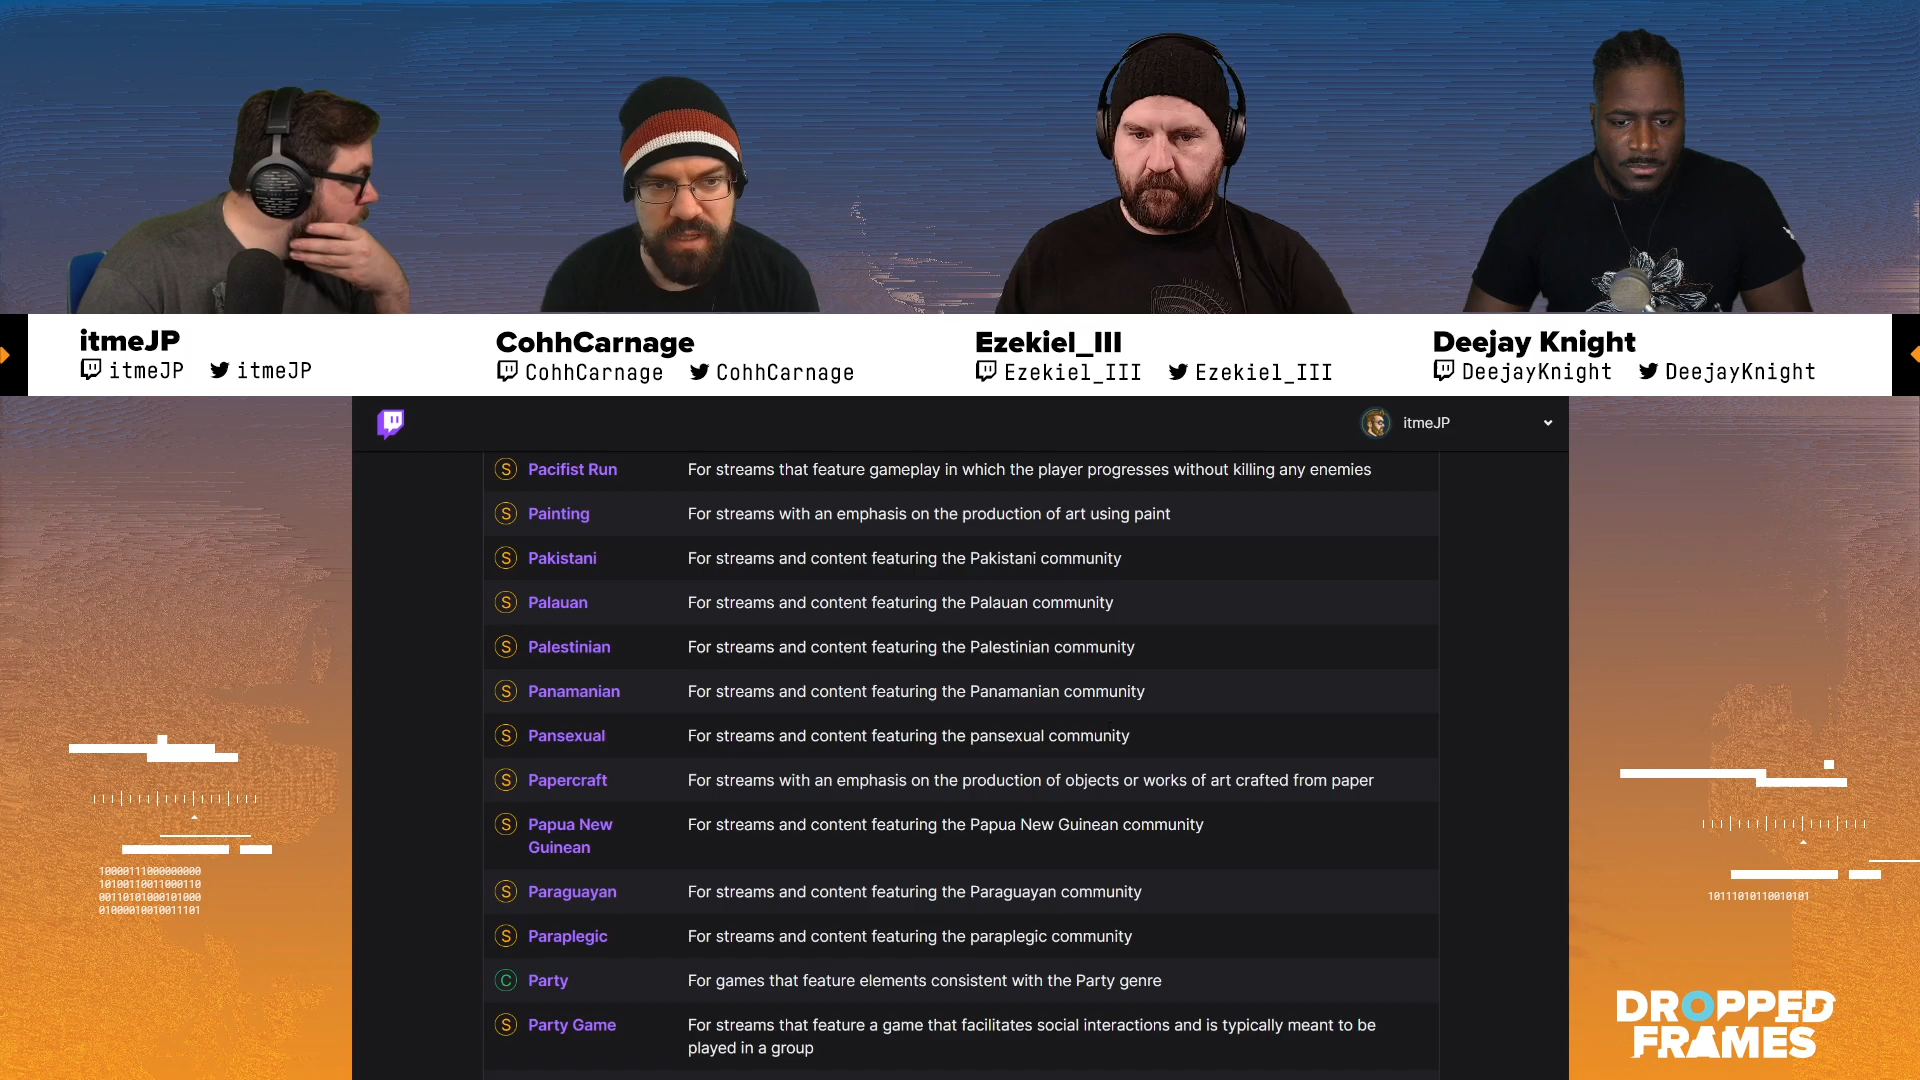 itmeJP
itmeJP itmeJP
CohhCarnage
CohhCarnage CohhCarnage
Ezekiel_III
Ezekiel_III Ezekiel_III
Deejay Knight
DeejayKnight DeejayKnight
itmeJP
S Pacifist Run For streams that feature gameplay in which the player progresses without killing any enemies
S Painting For streams with an emphasis on the production of art using paint
S Pakistani For streams and content featuring the Pakistani community
S Palauan For streams and content featuring the Palauan community
S Palestinian For streams and content featuring the Palestinian community
S Panamanian For streams and content featuring the Panamanian community
S Pansexual For streams and content featuring the pansexual community
S Papercraft For streams with an emphasis on the production of objects or works of art crafted from paper
S Papua New For streams and content featuring the Papua New Guinean community
Guinean
S Paraguayan For streams and content featuring the Paraguayan community
S Paraplegic For streams and content featuring the paraplegic community
C Party For games that feature elements consistent with the Party genre
S Party Game For streams that feature a game that facilitates social interactions and is typically meant to be
played in a group
10000111000000000
10100110011000110
00110101000101000
01000010010011101
10111010110010101
DROPPED
FRAMES